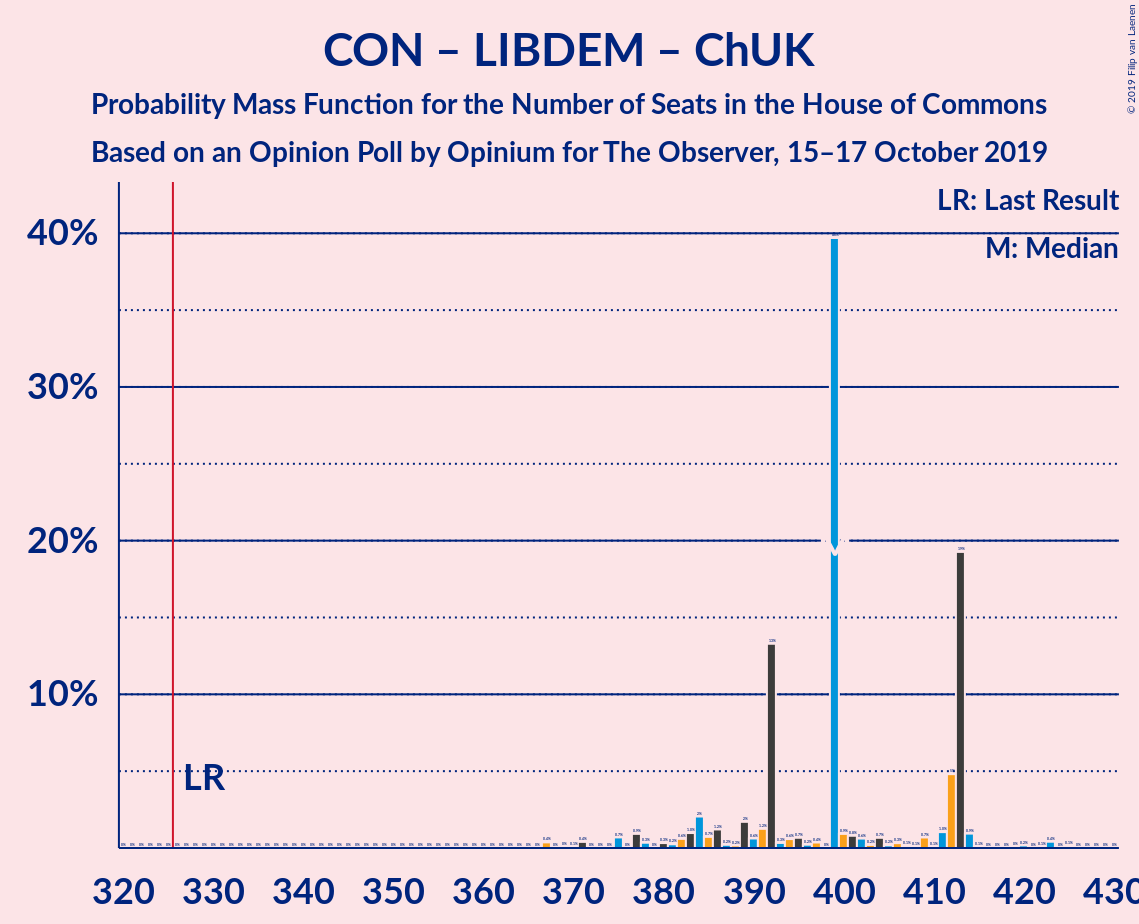 CON – LIBDEM – ChUK
Probability Mass Function for the Number of Seats in the House of Commons
Based on an Opinion Poll by Opinium for The Observer, 15–17 October 2019
© 2019 Filip van Laenen
LR: Last Result
M: Median
40%
30%
20%
10%
LR
320 330 340 350 360 370 380 390 400 410 420 430